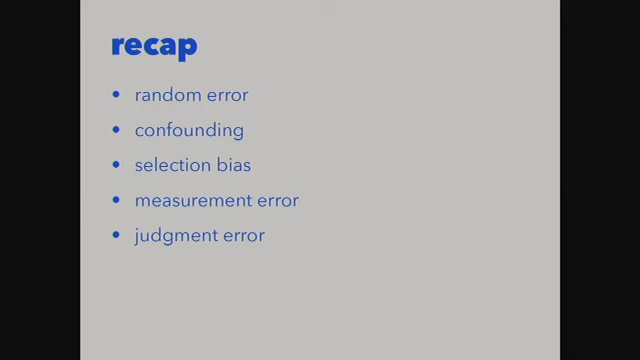 recap
• random error
• confounding
• selection bias
• measurement error
• judgment error